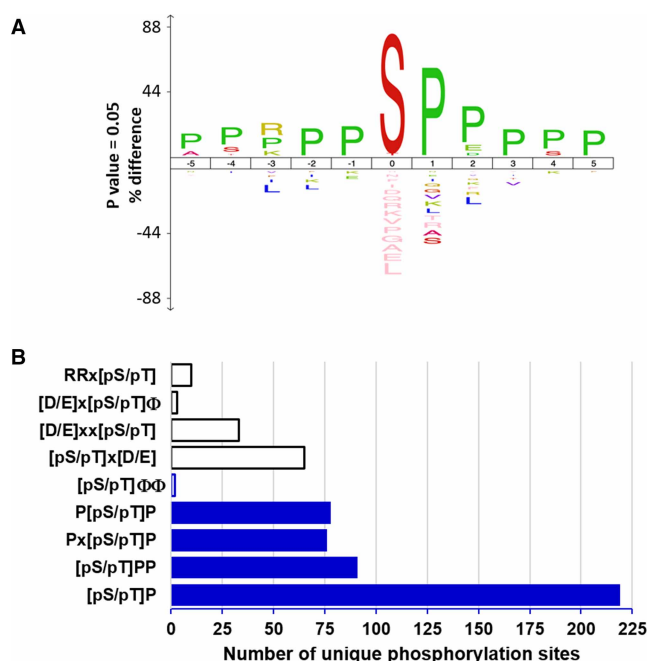 A
P value = 0.05
% difference
88
44
-44
-88
P P R P P S P P P P P
A S P E S
K
-5 -4 -3 -2 -1 0 1 2 3 4 5
L L L L
G
V
K
A
S
P
G
A
E
L
B
RRx[pS/pT]
[D/E]x[pS/pT]Φ
[D/E]xx[pS/pT]
[pS/pT]x[D/E]
[pS/pT]ΦΦ
P[pS/pT]P
Px[pS/pT]P
[pS/pT]PP
[pS/pT]P
0 25 50 75 100 125 150 175 200 225
Number of unique phosphorylation sites